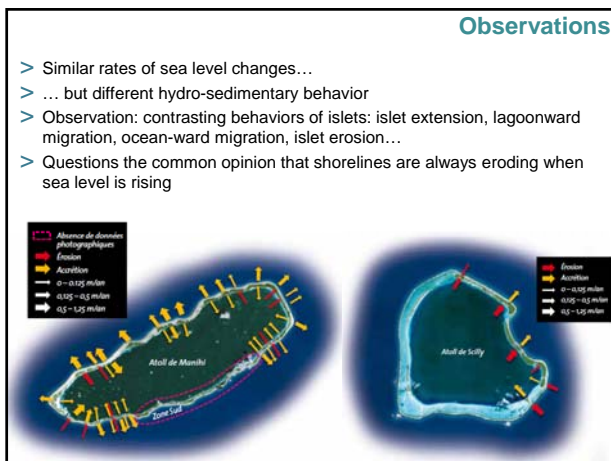 Observations
> Similar rates of sea level changes…
> … but different hydro-sedimentary behavior
> Observation: contrasting behaviors of islets: islet extension, lagoonward
migration, ocean-ward migration, islet erosion…
> Questions the common opinion that shorelines are always eroding when
sea level is rising
Absence de données
photographiques
Érosion
Accrétion
0 – 0,125 m/an
0,125 – 0,5 m/an
0,5 – 1,25 m/an
Atoll de Manihi
Zone Sud
Érosion
Accrétion
0 – 0,125 m/an
0,125 – 0,5 m/an
0,5 – 1,25 m/an
Atoll de Scilly